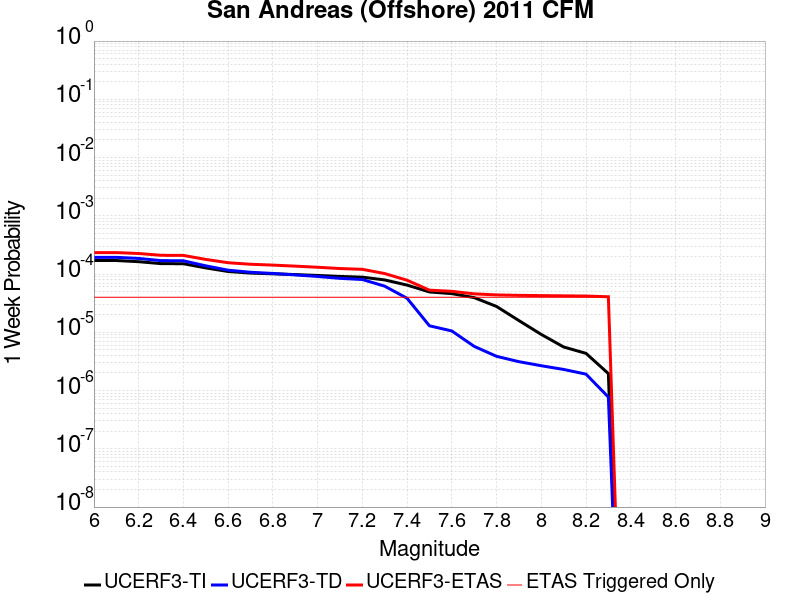 San Andreas (Offshore) 2011 CFM
1 Week Probability
10^0
10^-1
10^-2
10^-3
10^-4
10^-5
10^-6
10^-7
10^-8
6 6.2 6.4 6.6 6.8 7 7.2 7.4 7.6 7.8 8 8.2 8.4 8.6 8.8 9
Magnitude
UCERF3-TI UCERF3-TD UCERF3-ETAS ETAS Triggered Only